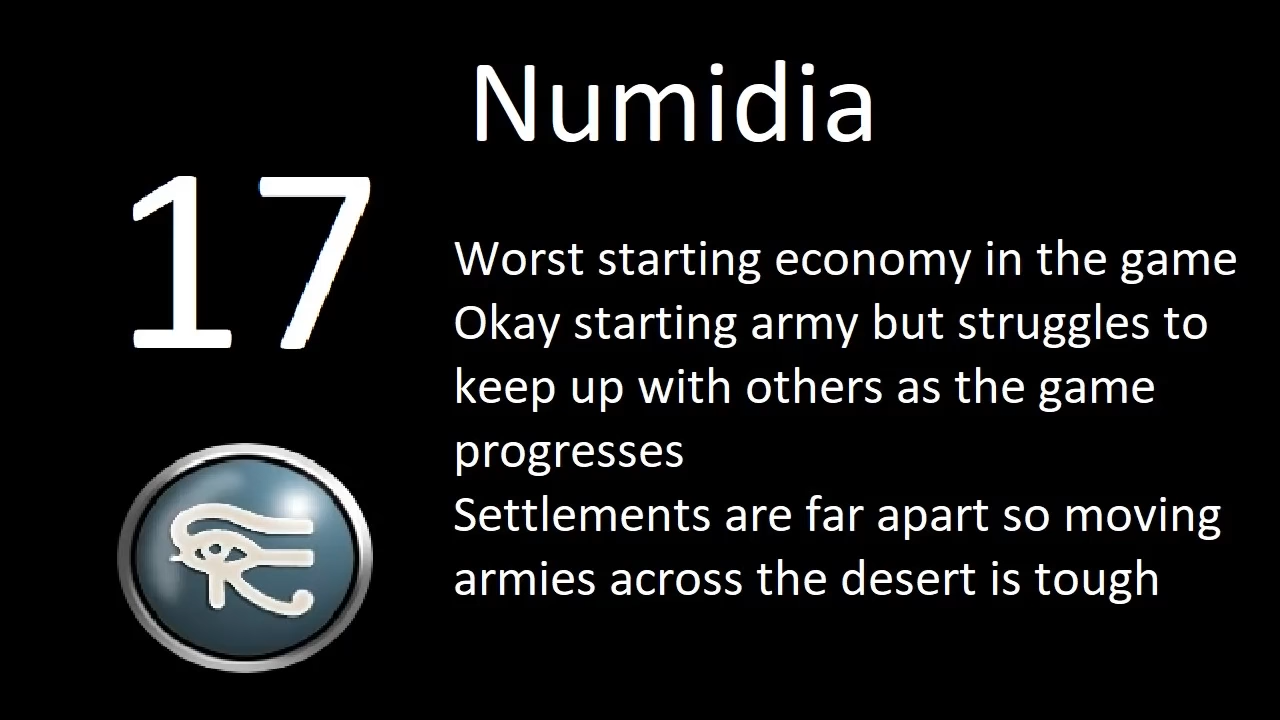 Numidia
17
Worst starting economy in the game
Okay starting army but struggles to
keep up with others as the game
progresses
Settlements are far apart so moving
armies across the desert is tough